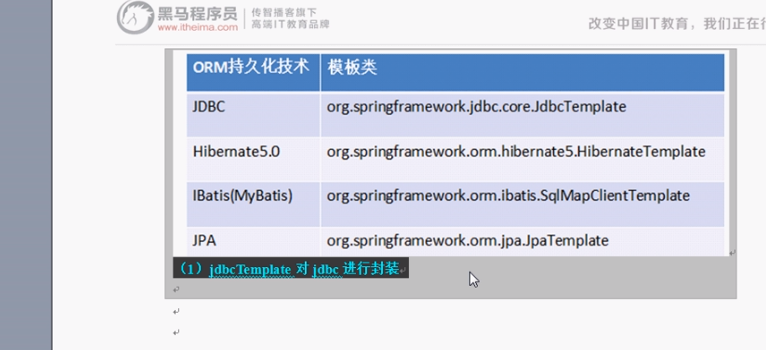 黑马程序员
www.itheima.com
传智播客旗下
高端IT教育品牌
改变中国IT教育，我们正在行
ORM持久化技术 模板类
JDBC org.springframework.jdbc.core.JdbcTemplate
Hibernate5.0 org.springframework.orm.hibernate5.HibernateTemplate
IBatis(MyBatis) org.springframework.orm.ibatis.SqlMapClientTemplate
JPA org.springframework.orm.jpa.JpaTemplate
（1）jdbcTemplate 对 jdbc 进行封装